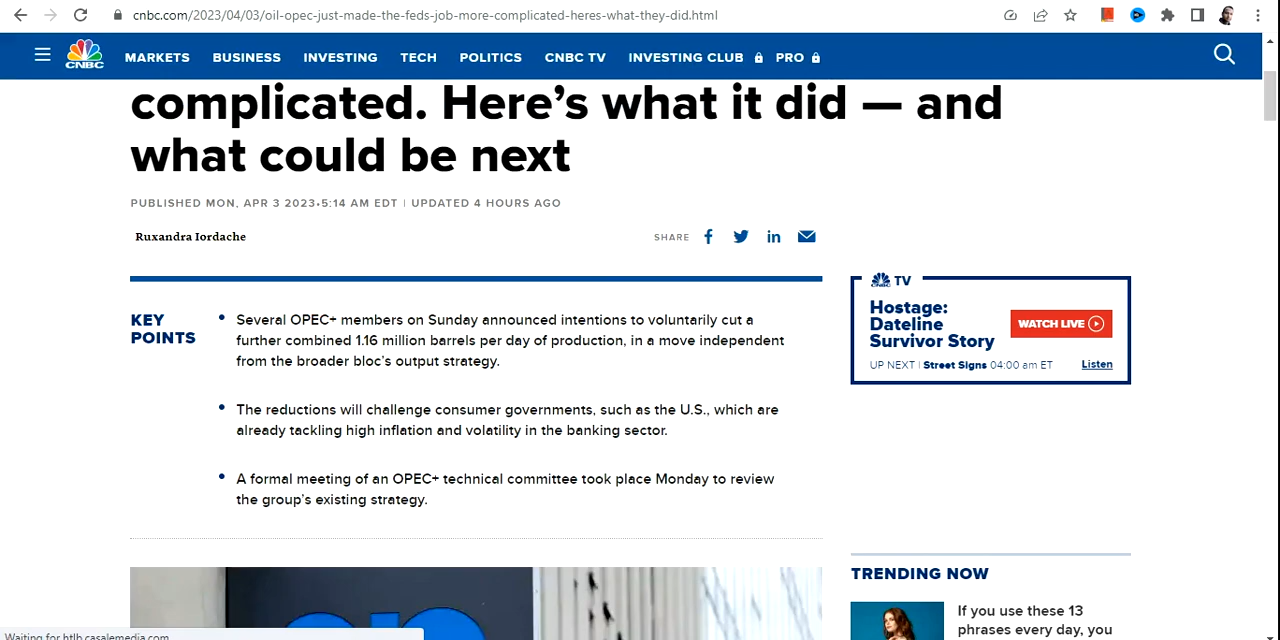 cnbc.com/2023/04/03/oil-opec-just-made-the-feds-job-more-complicated-heres-what-they-did.html
CNBC
MARKETS BUSINESS INVESTING TECH POLITICS CNBC TV INVESTING CLUB PRO
complicated. Here’s what it did — and
what could be next
PUBLISHED MON, APR 3 2023•5:14 AM EDT | UPDATED 4 HOURS AGO
Ruxandra Iordache
SHARE
KEY
POINTS
• Several OPEC+ members on Sunday announced intentions to voluntarily cut a
further combined 1.16 million barrels per day of production, in a move independent
from the broader bloc’s output strategy.
• The reductions will challenge consumer governments, such as the U.S., which are
already tackling high inflation and volatility in the banking sector.
• A formal meeting of an OPEC+ technical committee took place Monday to review
the group’s existing strategy.
TV
Hostage:
Dateline
Survivor Story
WATCH LIVE
UP NEXT | Street Signs 04:00 am ET
Listen
TRENDING NOW
If you use these 13
phrases every day, you
Waiting for htlb.casalemedia.com